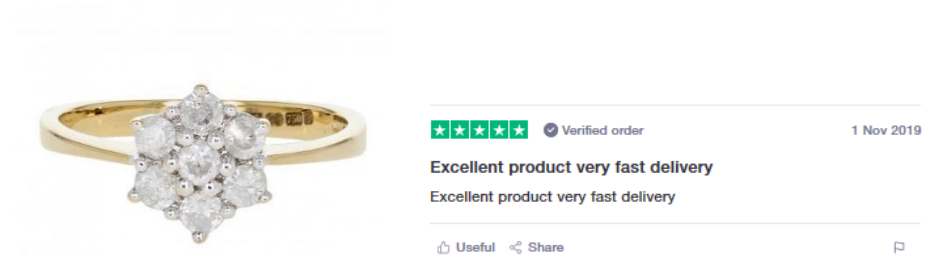 Verified order
1 Nov 2019
Excellent product very fast delivery
Excellent product very fast delivery
Useful
Share